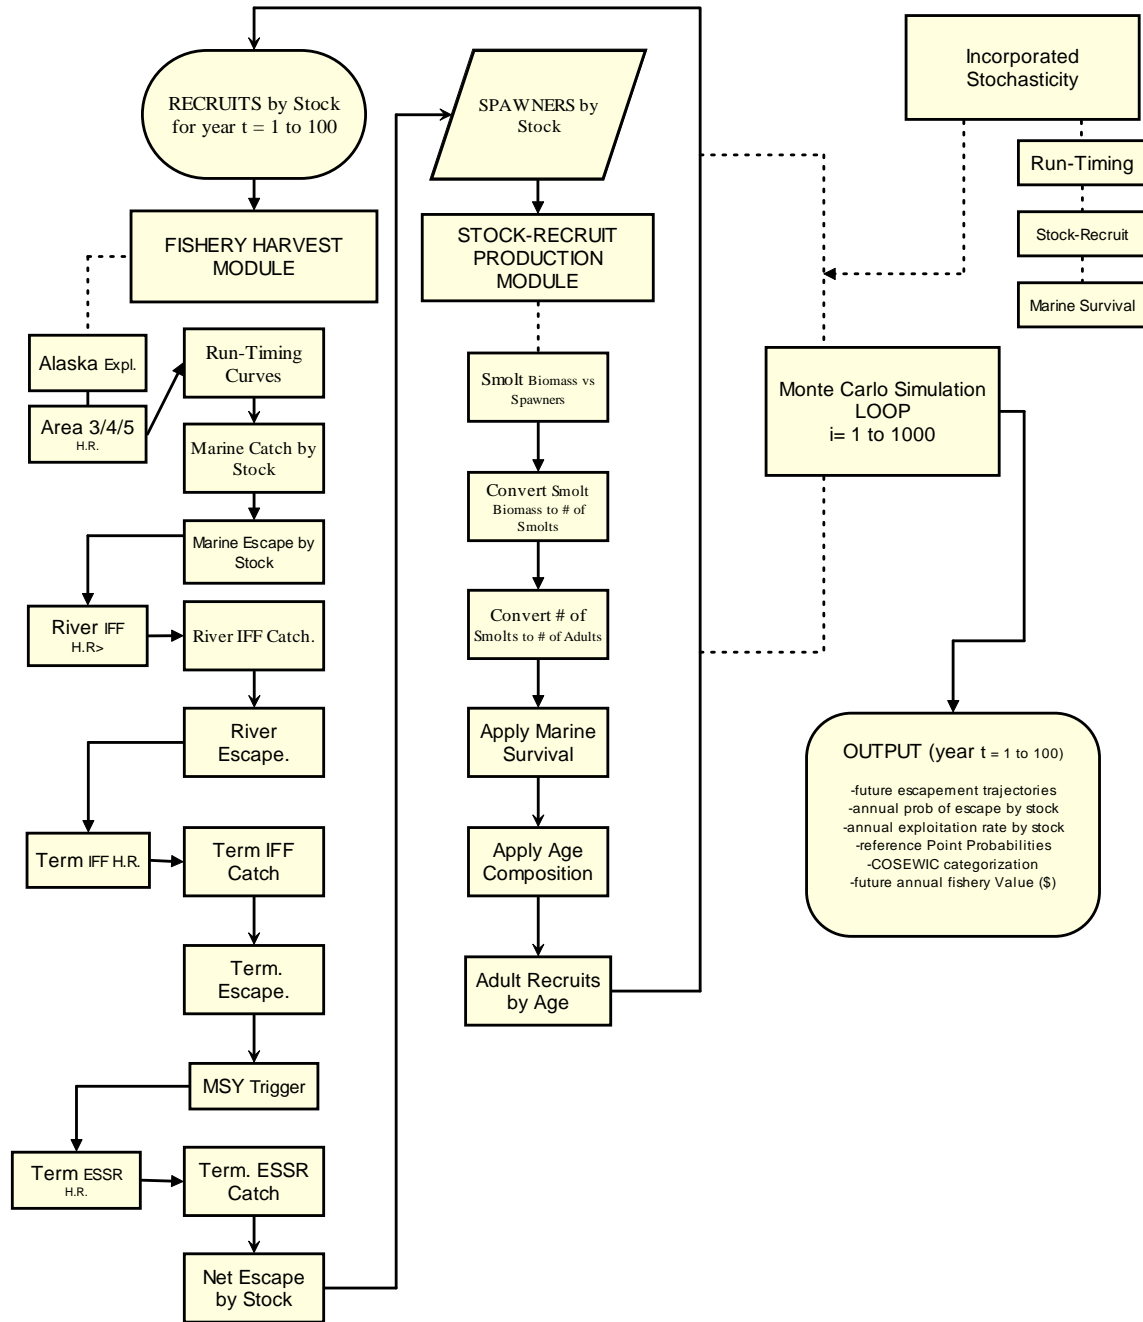 RECRUITS by Stock
for year t = 1 to 100
FISHERY HARVEST
MODULE
Alaska Expl.
Area 3/4/5
H.R.
Run-Timing
Curves
Marine Catch by
Stock
Marine Escape by
Stock
River IFF
H.R>
River IFF Catch.
River
Escape.
Term IFF H.R.
Term IFF
Catch
Term.
Escape.
MSY Trigger
Term ESSR
H.R.
Term. ESSR
Catch
Net Escape
by Stock
SPAWNERS by
Stock
STOCK-RECRUIT
PRODUCTION
MODULE
Smolt Biomass vs
Spawners
Convert Smolt
Biomass to # of
Smolts
Convert # of
Smolts to # of Adults
Apply Marine
Survival
Apply Age
Composition
Adult Recruits
by Age
Incorporated
Stochasticity
Run-Timing
Stock-Recruit
Marine Survival
Monte Carlo Simulation
LOOP
i= 1 to 1000
OUTPUT (year t = 1 to 100)
-future escapement trajectories
-annual prob of escape by stock
-annual exploitation rate by stock
-reference Point Probabilities
-COSEWIC categorization
-future annual fishery Value ($)